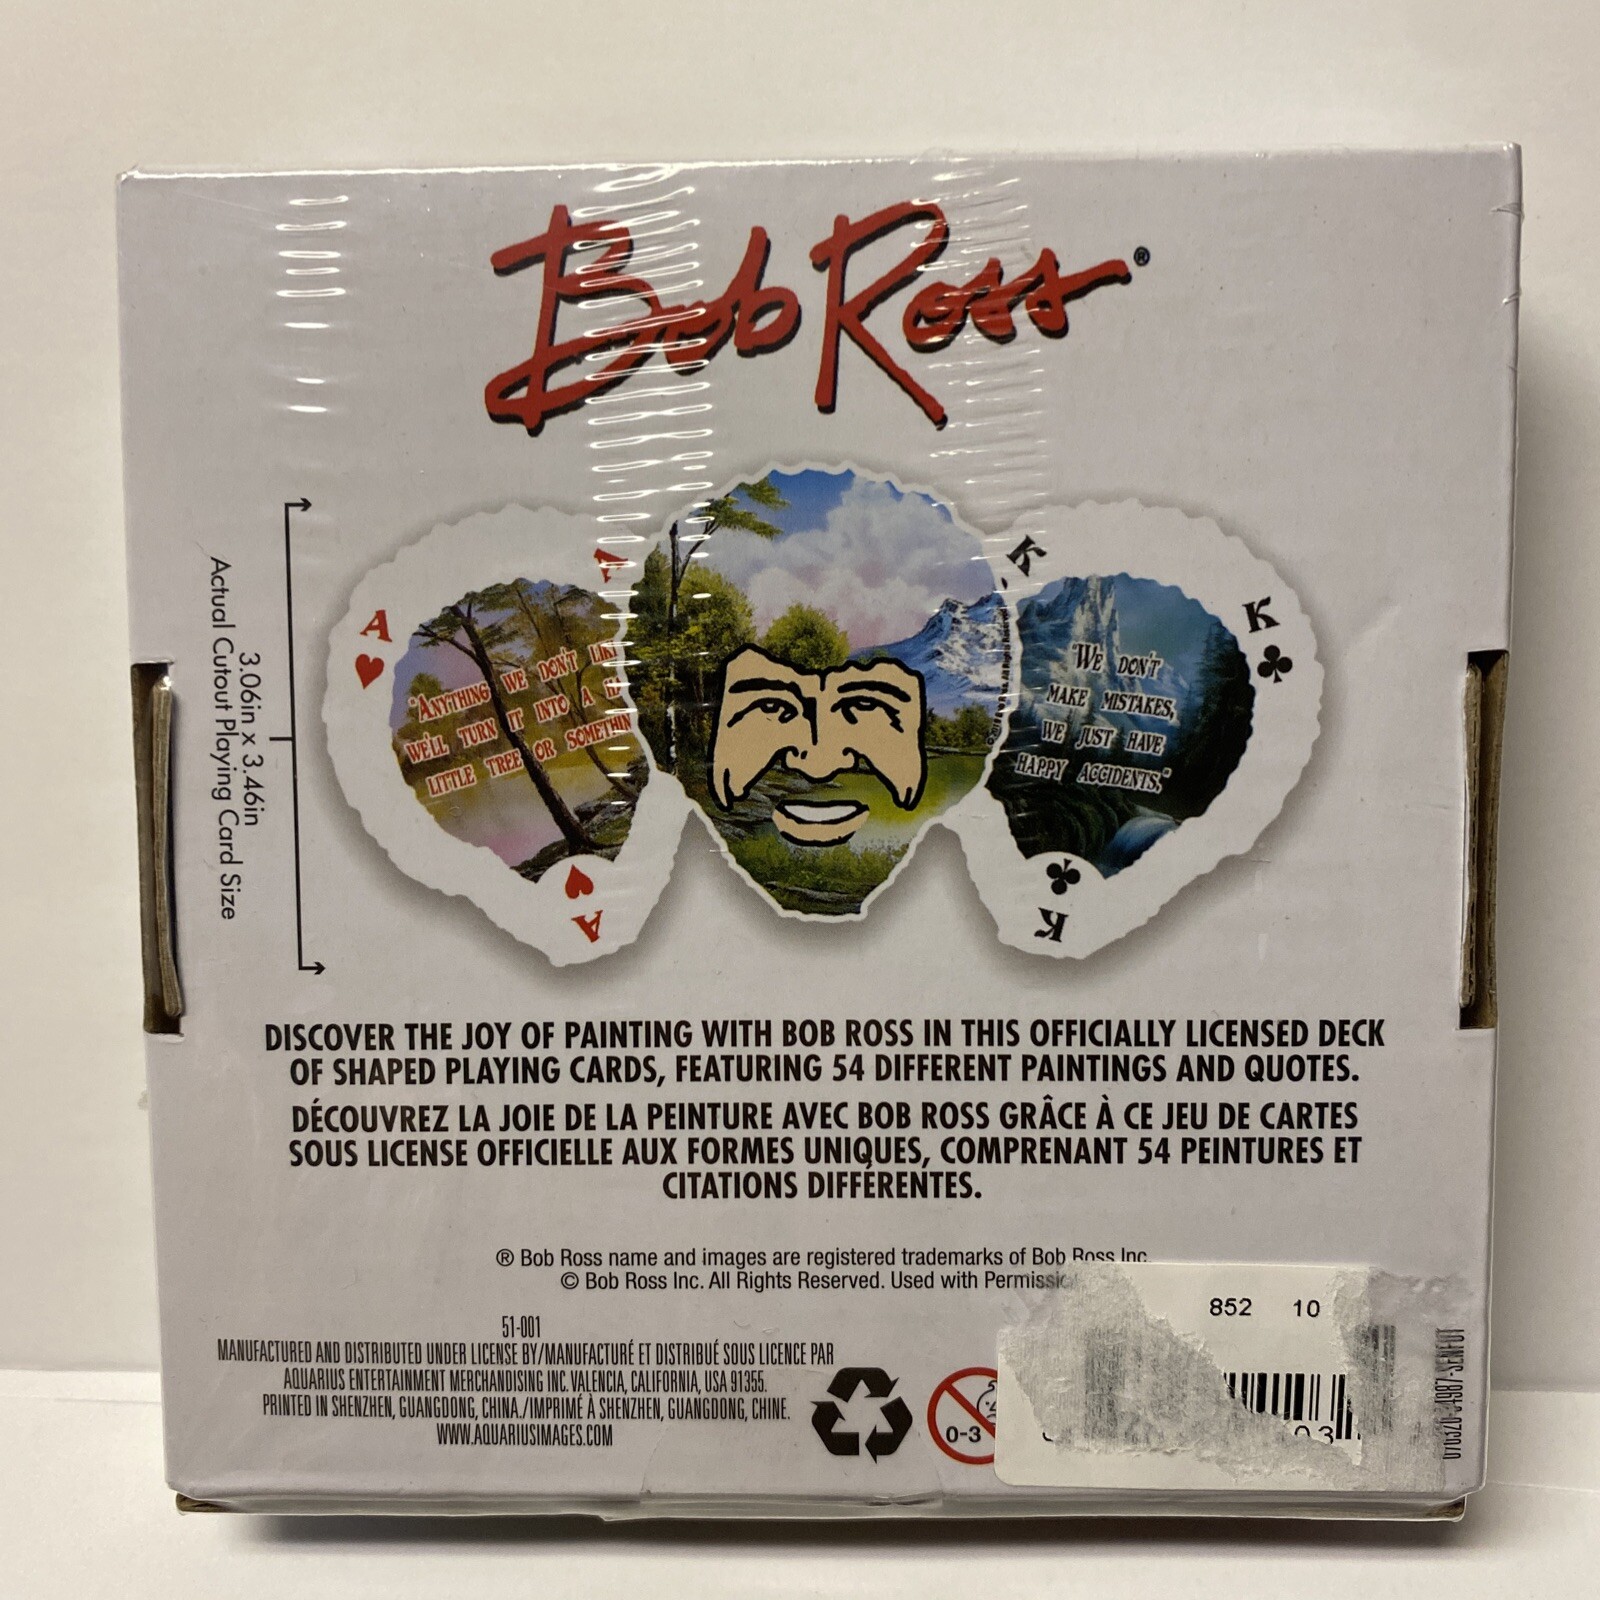 Bob Ross®
A
A
"ANYTHING WE DON'T LIKE
WE'LL TURN IT INTO A
LITTLE TREE OR SOMETHIN
A
K
K
"WE DON'T
MAKE MISTAKES,
WE JUST HAVE
HAPPY ACCIDENTS."
K
3.06in x 3.46in
Actual Cutout Playing Card Size
DISCOVER THE JOY OF PAINTING WITH BOB ROSS IN THIS OFFICIALLY LICENSED DECK
OF SHAPED PLAYING CARDS, FEATURING 54 DIFFERENT PAINTINGS AND QUOTES.
DÉCOUVREZ LA JOIE DE LA PEINTURE AVEC BOB ROSS GRÂCE À CE JEU DE CARTES
SOUS LICENSE OFFICIELLE AUX FORMES UNIQUES, COMPRENANT 54 PEINTURES ET
CITATIONS DIFFÉRENTES.
® Bob Ross name and images are registered trademarks of Bob Ross Inc.
© Bob Ross Inc. All Rights Reserved. Used with Permissio
51-001
MANUFACTURED AND DISTRIBUTED UNDER LICENSE BY/MANUFACTURÉ ET DISTRIBUÉ SOUS LICENCE PAR
AQUARIUS ENTERTAINMENT MERCHANDISING INC. VALENCIA, CALIFORNIA, USA 91355.
PRINTED IN SHENZHEN, GUANGDONG, CHINA./IMPRIMÉ À SHENZHEN, GUANGDONG, CHINE.
WWW.AQUARIUSIMAGES.COM
0-3
852 10
03